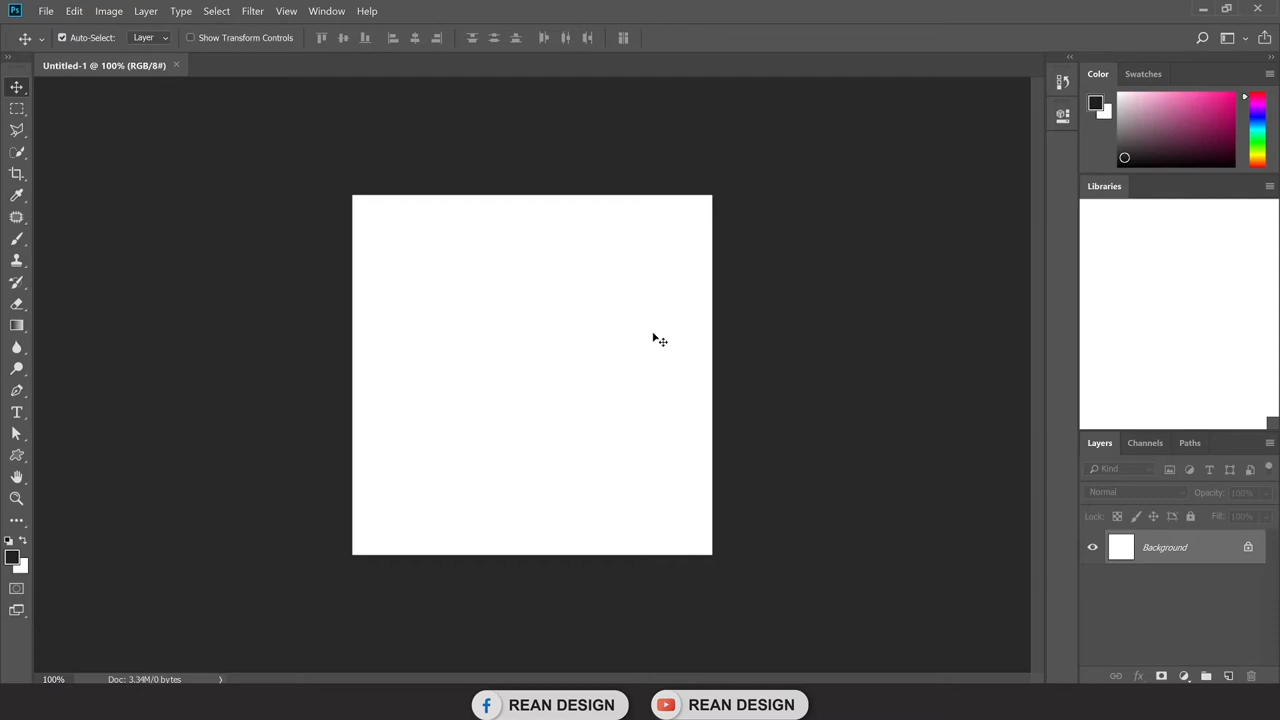 Ps File Edit Image Layer Type Select Filter View Window Help
Auto-Select: Layer Show Transform Controls
Untitled-1 @ 100% (RGB/8#)
Color Swatches
Libraries
Layers Channels Paths
Kind
Normal Opacity: 100%
Lock: Fill: 100%
Background
T
100% Doc: 3.34M/0 bytes
fx
REAN DESIGN REAN DESIGN